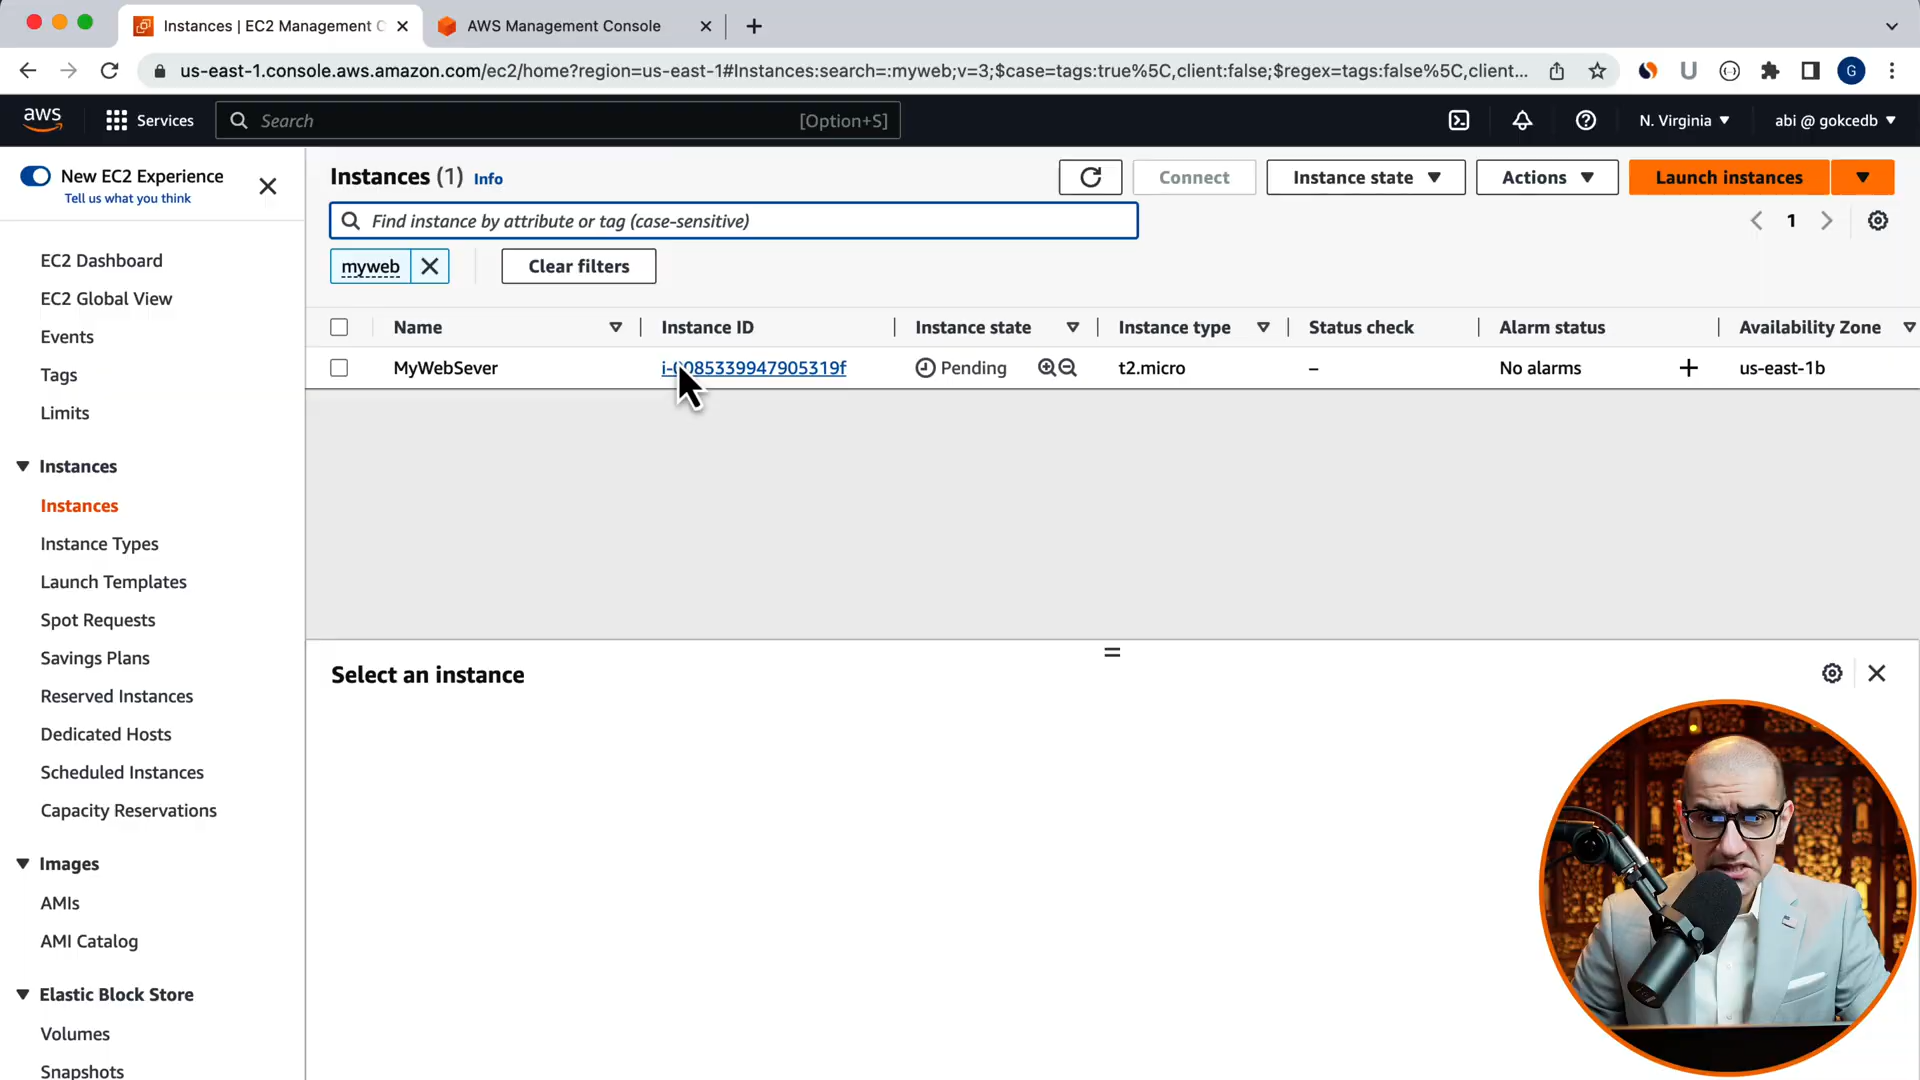 Instances | EC2 Management C
AWS Management Console
us-east-1.console.aws.amazon.com/ec2/home?region=us-east-1#Instances:search=:myweb;v=3;$case=tags:true%5C,client:false;$regex=tags:false%5C,client...
G
aws
Services
Search
[Option+S]
N. Virginia
abi @ gokcedb
New EC2 Experience
Tell us what you think
EC2 Dashboard
EC2 Global View
Events
Tags
Limits
Instances
Instances
Instance Types
Launch Templates
Spot Requests
Savings Plans
Reserved Instances
Dedicated Hosts
Scheduled Instances
Capacity Reservations
Images
AMIs
AMI Catalog
Elastic Block Store
Volumes
Snapshots
Instances (1) Info
Connect
Instance state
Actions
Launch instances
Find instance by attribute or tag (case-sensitive)
1
myweb
Clear filters
Name Instance ID Instance state Instance type Status check Alarm status Availability Zone
MyWebSever Pending t2.micro – No alarms us-east-1b
Select an instance